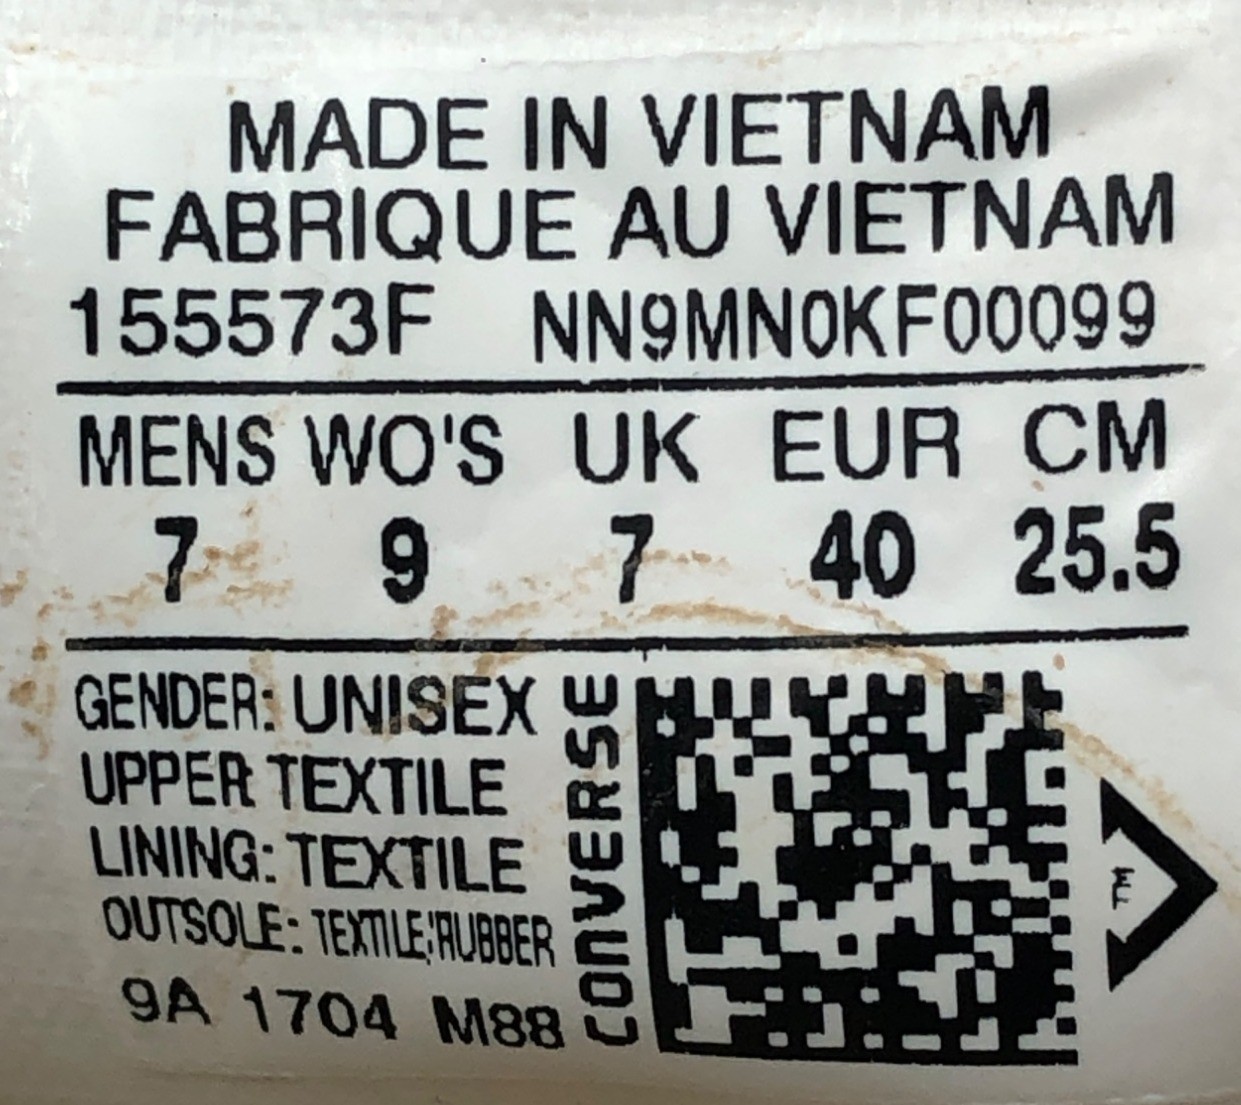 MADE IN VIETNAM
FABRIQUE AU VIETNAM
155573F NN9MN0KF00099
MENS WO'S UK EUR CM
7 9 7 40 25.5
GENDER: UNISEX
UPPER: TEXTILE
LINING: TEXTILE
OUTSOLE: TEXTILE/RUBBER
9A 1704 M88
CONVERSE